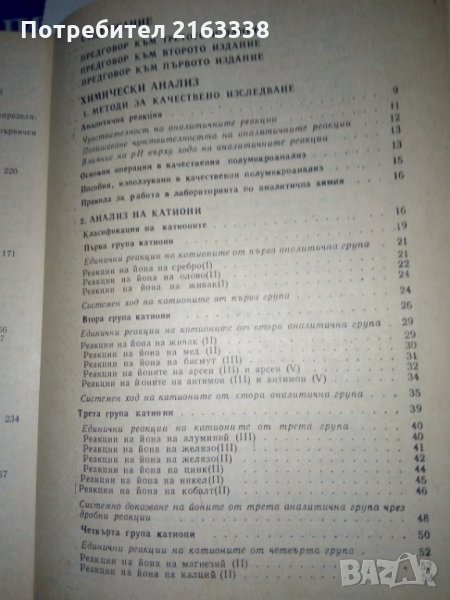 Потребител 2163338
ПРЕДГОВОР КЪМ ТРЕТО
ПРЕДГОВОР КЪМ ВТОРОТО ИЗДАНИЕ
ПРЕДГОВОР КЪМ ПЪРВОТО ИЗДАНИЕ
ХИМИЧЕСКИ АНАЛИЗ
1. МЕТОДИ ЗА КАЧЕСТВЕНО ИЗСЛЕДВАНЕ 9
Аналитична реакция 11
Чувствителност на аналитичните реакции 12
Повишаване чувствителността на аналитичните реакции 13
Влияние на pH върху хода на аналитичните реакции 13
Основни операции в качествения полумикроанализ 15
Пособия, използувани в качествения полумикроанализ 16
Правила за работа в лабораторията по аналитична химия
2. АНАЛИЗ НА КАТИОНИ 16
Класификация на катионите 19
Първа група катиони 21
Единични реакции на катионите от първа аналитична група 21
Реакции на йона на сребро(I) 22
Реакции на йона на олово(II) 24
Реакции на йона на живак(I)
Системен ход на катионите от първа група 24
Втора група катиони 26
Единични реакции на катионите от втора аналитична група 29
Реакции на йона на живак (II) 29
Реакции на йона на мед (II) 30
Реакции на йона на бисмут (III) 31
Реакции на йоните на арсен (III) и арсен (V) 32
Реакции на йоните на антимон (III) и антимон (V) 34
Системен ход на катионите от втора аналитична група 35
Трета група катиони 39
Единични реакции на катионите от трета група 40
Реакции на йона на алуминей (III) 40
Реакции на йона на желязо(III) 41
Реакции на йона на желязо(II) 42
Реакции на йона на цинк(II) 44
Реакции на йона на никел(II) 45
Реакции на йона на кобалт(II) 46
Системно доказване на йоните от трета аналитична група чрез
дробни реакции 48
Четвърта група катиони 50
Единични реакции на катионите от четвърта група 52
Реакции на йона на магнезий (II)
Реакции на йона на калций (II)
220
171
234
bazar